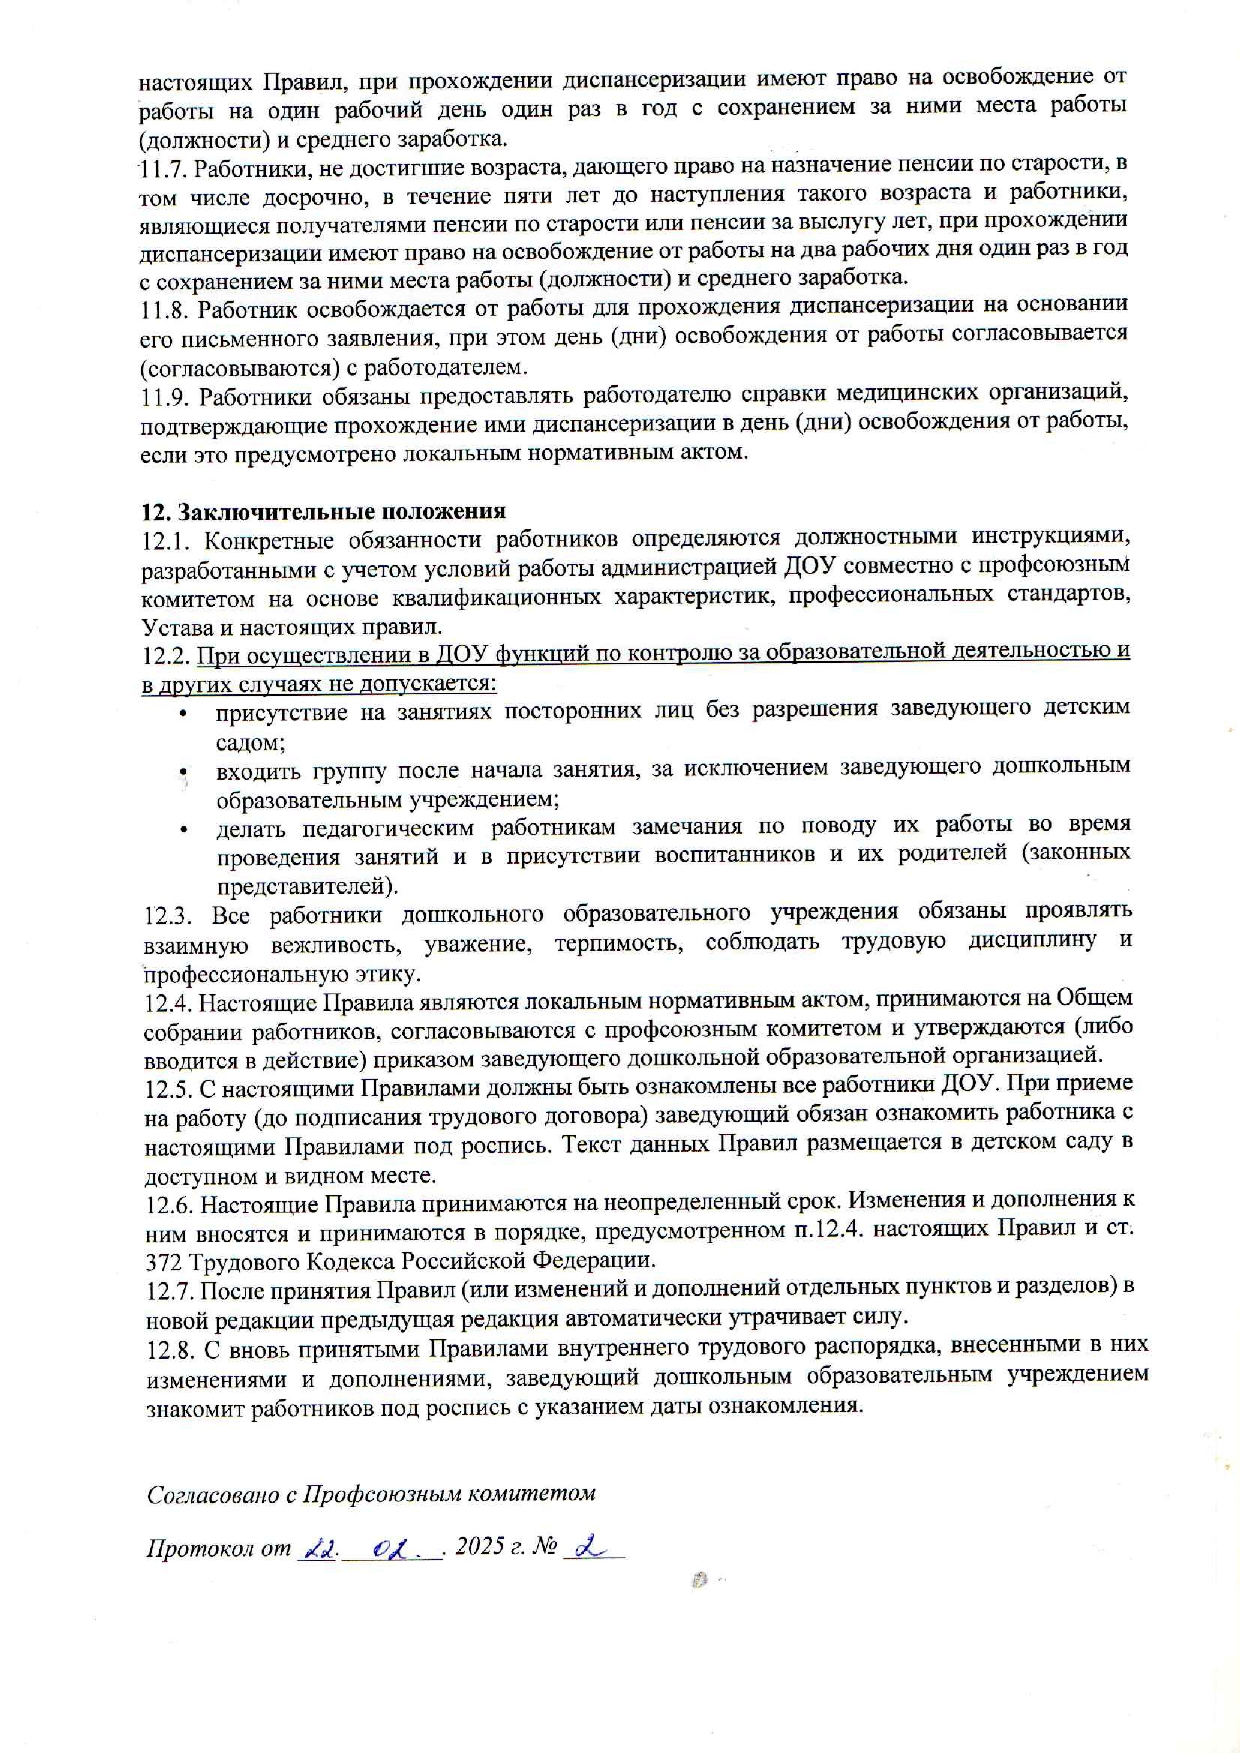 настоящих Правил, при прохождении диспансеризации имеют право на освобождение от
работы на один рабочий день один раз в год с сохранением за ними места работы
(должности) и среднего заработка.
11.7. Работники, не достигшие возраста, дающего право на назначение пенсии по старости, в
том числе досрочно, в течение пяти лет до наступления такого возраста и работники,
являющиеся получателями пенсии по старости или пенсии за выслугу лет, при прохождении
диспансеризации имеют право на освобождение от работы на два рабочих дня один раз в год
с сохранением за ними места работы (должности) и среднего заработка.
11.8. Работник освобождается от работы для прохождения диспансеризации на основании
его письменного заявления, при этом день (дни) освобождения от работы согласовывается
(согласовываются) с работодателем.
11.9. Работники обязаны предоставлять работодателю справки медицинских организаций,
подтверждающие прохождение ими диспансеризации в день (дни) освобождения от работы,
если это предусмотрено локальным нормативным актом.
12. Заключительные положения
12.1. Конкретные обязанности работников определяются должностными инструкциями,
разработанными с учетом условий работы администрацией ДОУ совместно с профсоюзным
комитетом на основе квалификационных характеристик, профессиональных стандартов,
Устава и настоящих правил.
12.2. При осуществлении в ДОУ функций по контролю за образовательной деятельностью и
в других случаях не допускается:
• присутствие на занятиях посторонних лиц без разрешения заведующего детским
садом;
• входить группу после начала занятия, за исключением заведующего дошкольным
образовательным учреждением;
• делать педагогическим работникам замечания по поводу их работы во время
проведения занятий и в присутствии воспитанников и их родителей (законных
представителей).
12.3. Все работники дошкольного образовательного учреждения обязаны проявлять
взаимную вежливость, уважение, терпимость, соблюдать трудовую дисциплину и
профессиональную этику.
12.4. Настоящие Правила являются локальным нормативным актом, принимаются на Общем
собрании работников, согласовываются с профсоюзным комитетом и утверждаются (либо
вводится в действие) приказом заведующего дошкольной образовательной организацией.
12.5. С настоящими Правилами должны быть ознакомлены все работники ДОУ. При приеме
на работу (до подписания трудового договора) заведующий обязан ознакомить работника с
настоящими Правилами под роспись. Текст данных Правил размещается в детском саду в
доступном и видном месте.
12.6. Настоящие Правила принимаются на неопределенный срок. Изменения и дополнения к
ним вносятся и принимаются в порядке, предусмотренном п.12.4. настоящих Правил и ст.
372 Трудового Кодекса Российской Федерации.
12.7. После принятия Правил (или изменений и дополнений отдельных пунктов и разделов) в
новой редакции предыдущая редакция автоматически утрачивает силу.
12.8. С вновь принятыми Правилами внутреннего трудового распорядка, внесенными в них
изменениями и дополнениями, заведующий дошкольным образовательным учреждением
знакомит работников под роспись с указанием даты ознакомления.
Согласовано с Профсоюзным комитетом
Протокол от 22. 02. . 2025 г. № 2